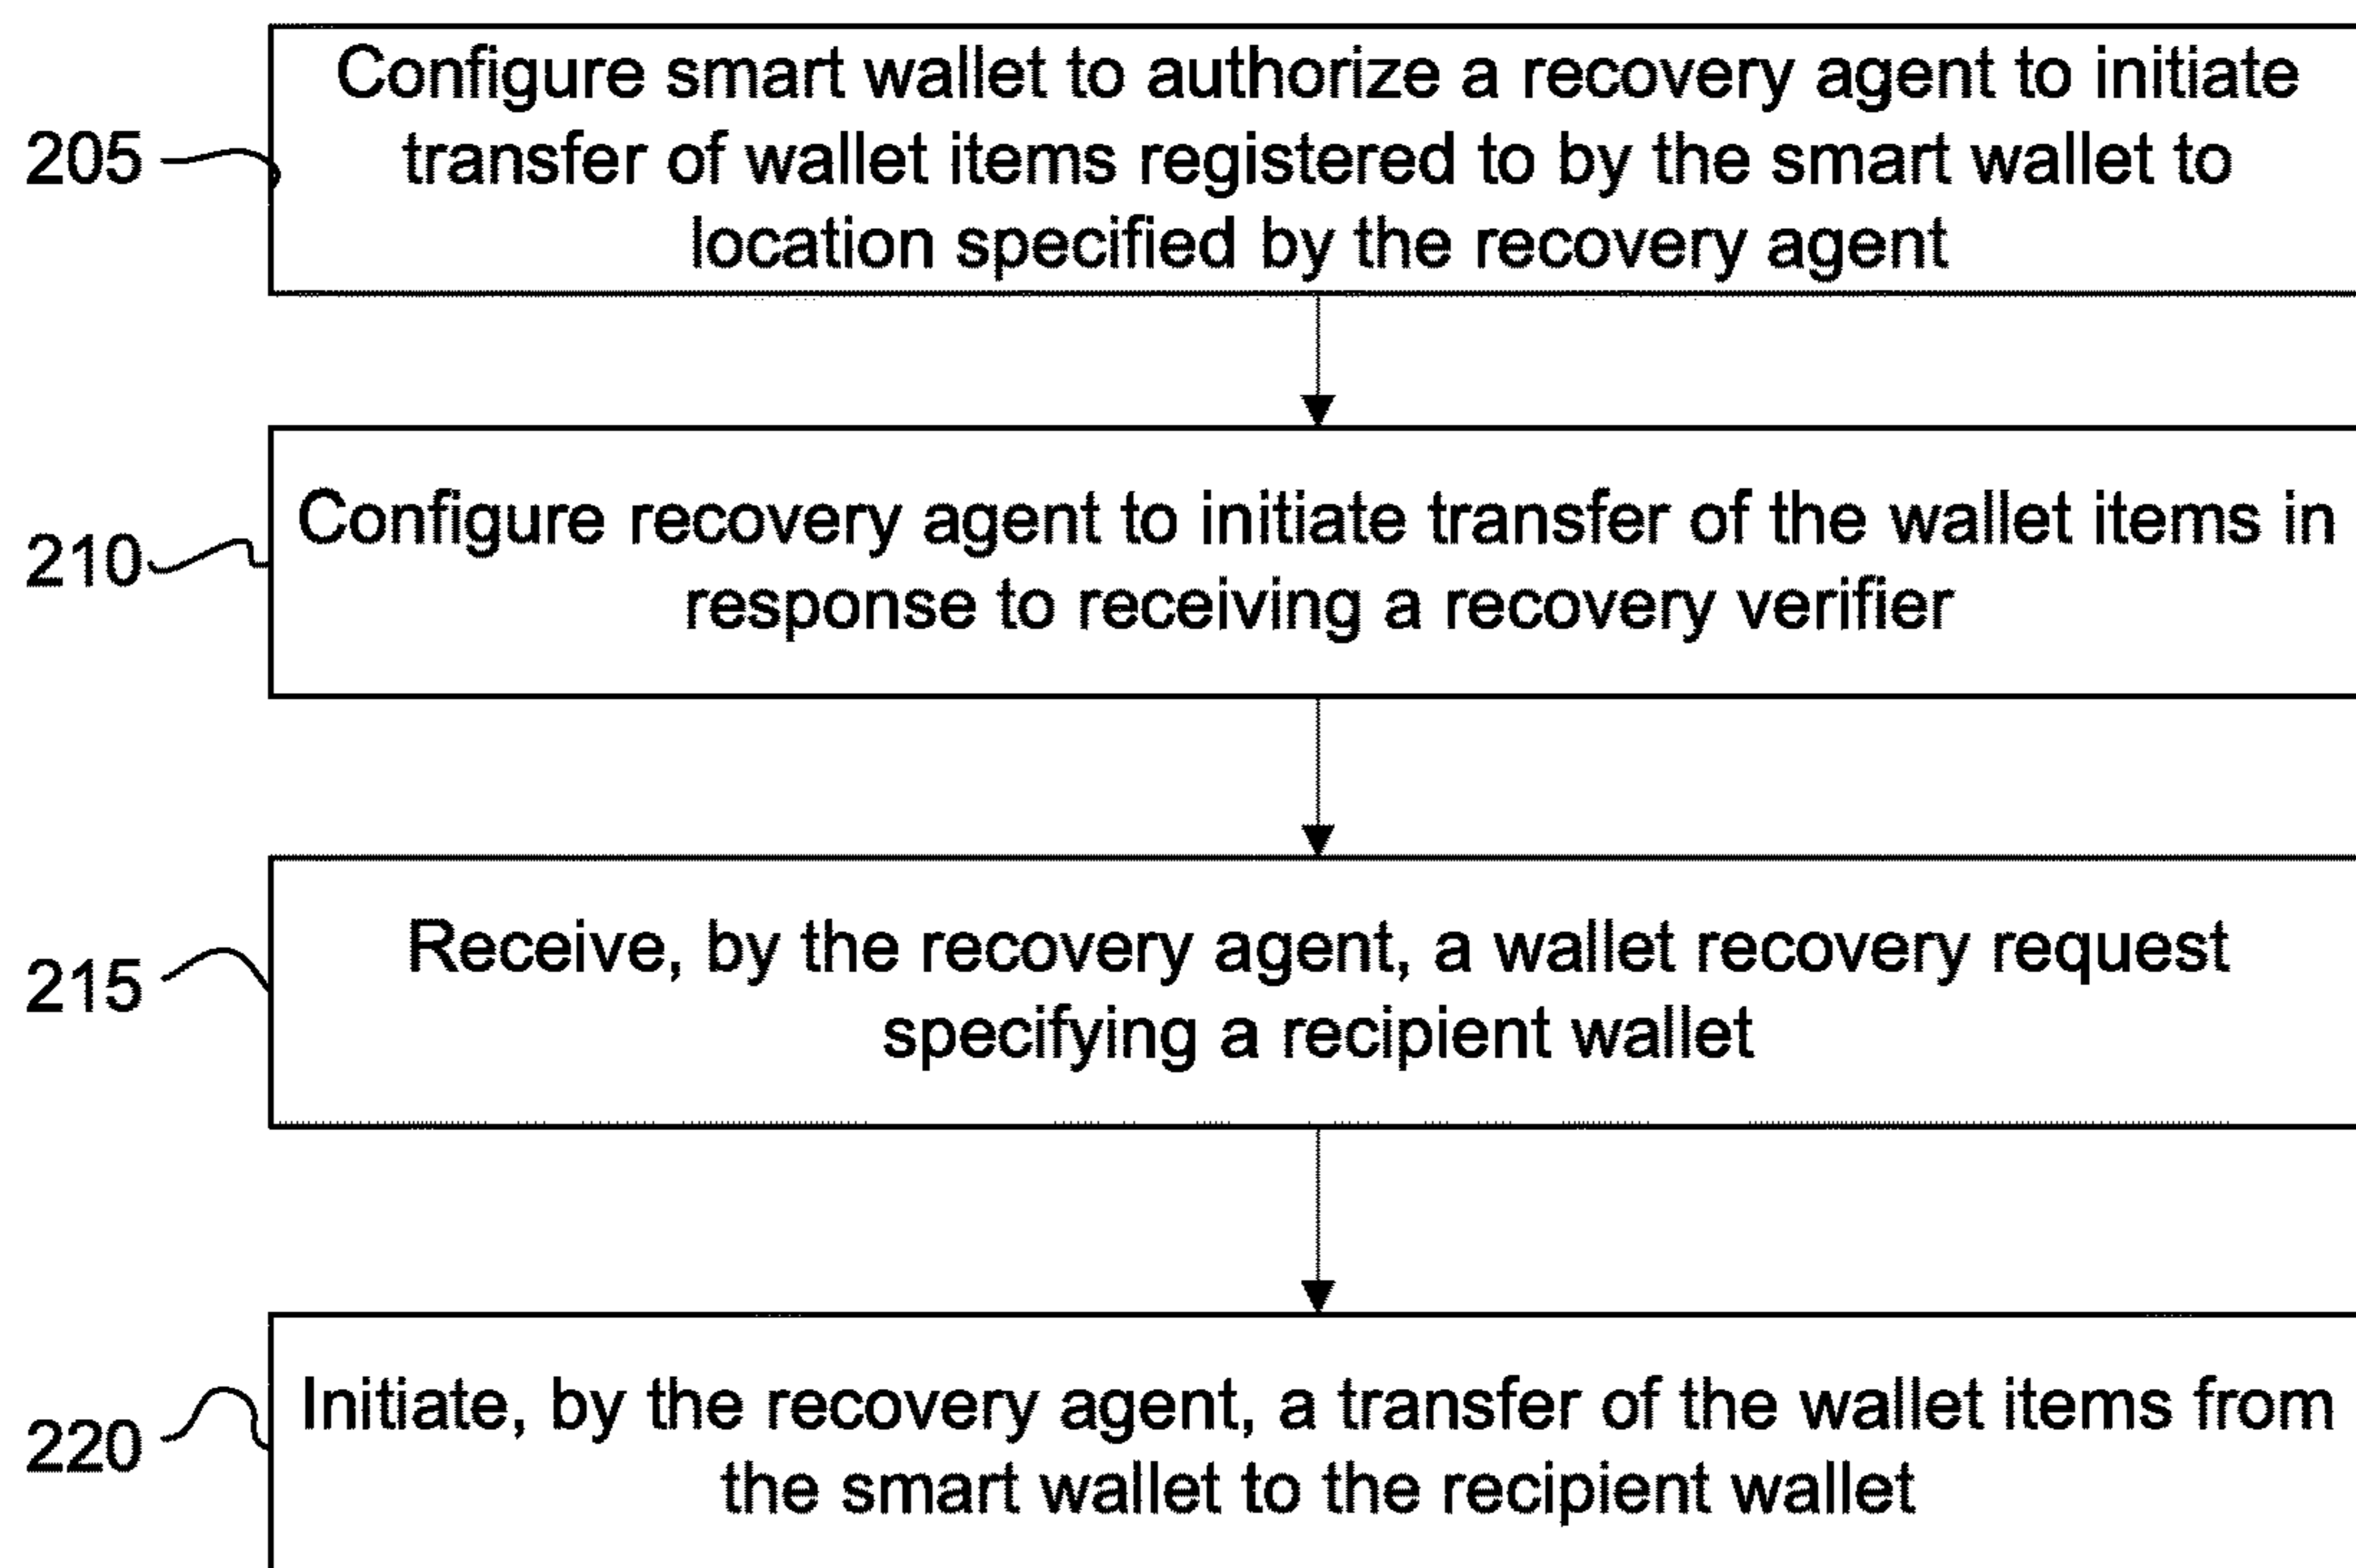 Configure smart wallet to authorize a recovery agent to initiate
205
transfer of wallet items registered to by the smart wallet to
location specified by the recovery agent
Configure recovery agent to initiate transfer of the wallet items in
210
response to receiving a recovery verifier
Receive, by the recovery agent, a wallet recovery request
215
specifying a recipient wallet
Initiate, by the recovery agent, a transfer of the wallet items from
220
the smart wallet to the recipient wallet